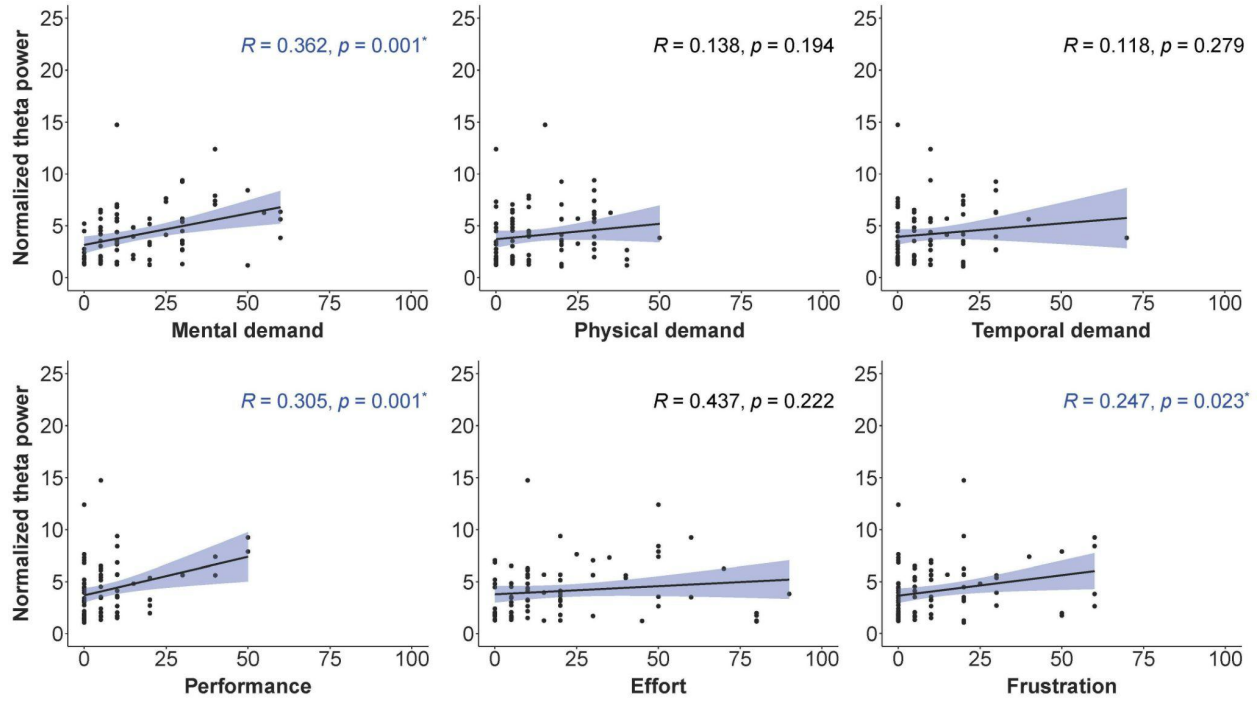 Normalized theta power
25
20
15
10
5
0
R = 0.362, p = 0.001*
0 25 50 75 100
Mental demand
25
20
15
10
5
0
R = 0.138, p = 0.194
0 25 50 75 100
Physical demand
25
20
15
10
5
0
R = 0.118, p = 0.279
0 25 50 75 100
Temporal demand
Normalized theta power
25
20
15
10
5
0
R = 0.305, p = 0.001*
0 25 50 75 100
Performance
25
20
15
10
5
0
R = 0.437, p = 0.222
0 25 50 75 100
Effort
25
20
15
10
5
0
R = 0.247, p = 0.023*
0 25 50 75 100
Frustration